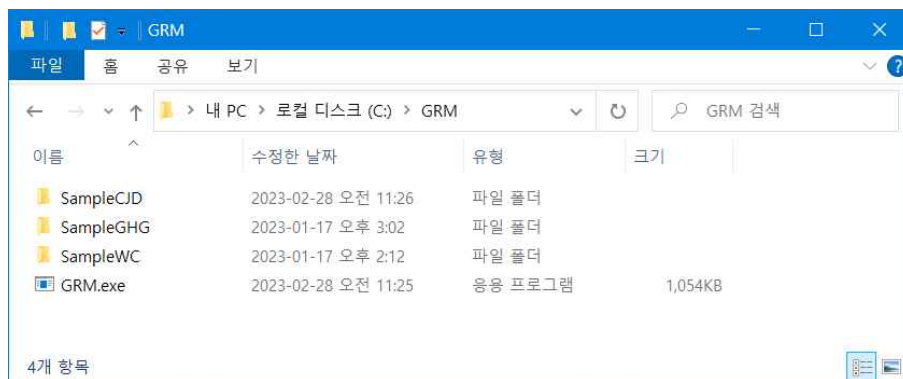 GRM
파일 홈 공유 보기
내 PC > 로컬 디스크 (C:) > GRM GRM 검색
이름 수정한 날짜 유형 크기
SampleCJD 2023-02-28 오전 11:26 파일 폴더
SampleGHG 2023-01-17 오후 3:02 파일 폴더
SampleWC 2023-01-17 오후 2:12 파일 폴더
GRM.exe 2023-02-28 오전 11:25 응용 프로그램 1,054KB
4개 항목